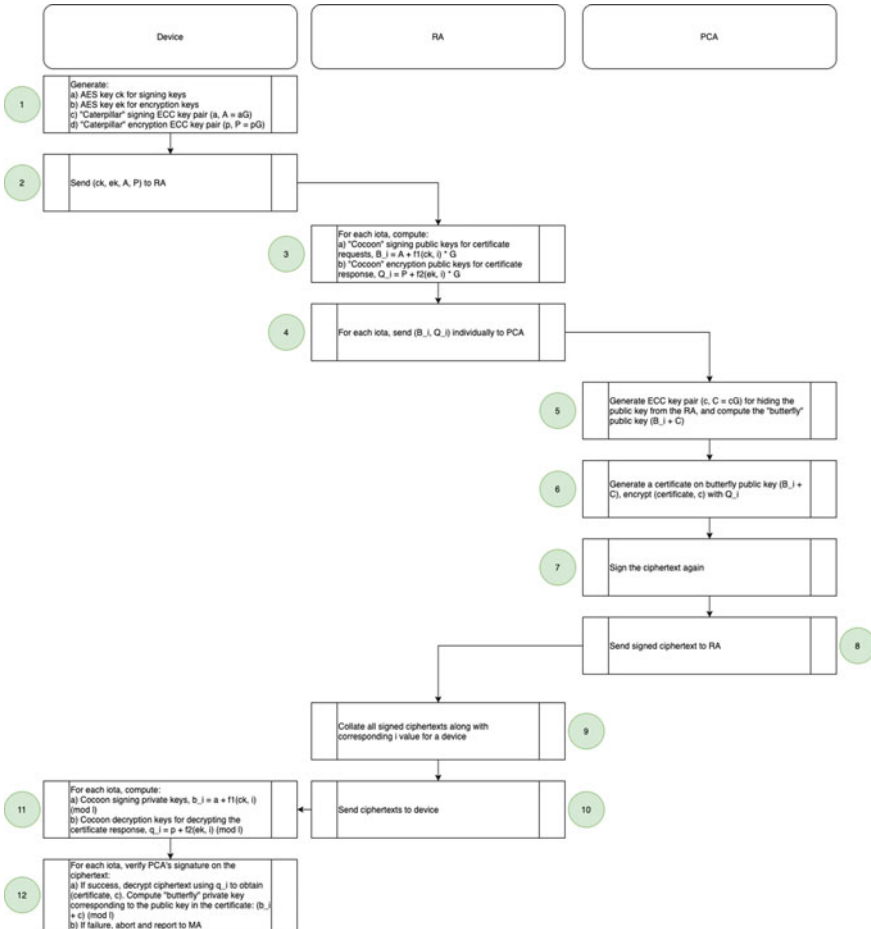 Device
RA
PCA
1
Generate:
a) AES key ck for signing keys
b) AES key ek for encryption keys
c) "Caterpillar" signing ECC key pair (a, A = aG)
d) "Caterpillar" encryption ECC key pair (p, P = pG)
2
Send (ck, ek, A, P) to RA
3
For each iota, compute:
a) "Cocoon" signing public keys for certificate
requests, B_i = A + f1(ck, i) * G
b) "Cocoon" encryption public keys for certificate
response, Q_i = P + f2(ek, i) * G
4
For each iota, send (B_i, Q_i) individually to PCA
5
Generate ECC key pair (c, C = cG) for hiding the
public key from the RA, and compute the "butterfly"
public key (B_i + C)
6
Generate a certificate on butterfly public key (B_i +
C), encrypt (certificate, c) with Q_i
7
Sign the ciphertext again
Send signed ciphertext to RA
8
Collate all signed ciphertexts along with
corresponding i value for a device
9
11
For each iota, compute:
a) Cocoon signing private keys, b_i = a + f1(ck, i)
(mod l)
b) Cocoon decryption keys for decrypting the
certificate response, q_i = p + f2(ek, i) (mod l)
Send ciphertexts to device
10
12
For each iota, verify PCA's signature on the
ciphertext:
a) If success, decrypt ciphertext using q_i to obtain
(certificate, c). Compute "butterfly" private key
corresponding to the public key in the certificate: (b_i
+ c) (mod l)
b) If failure, abort and report to MA